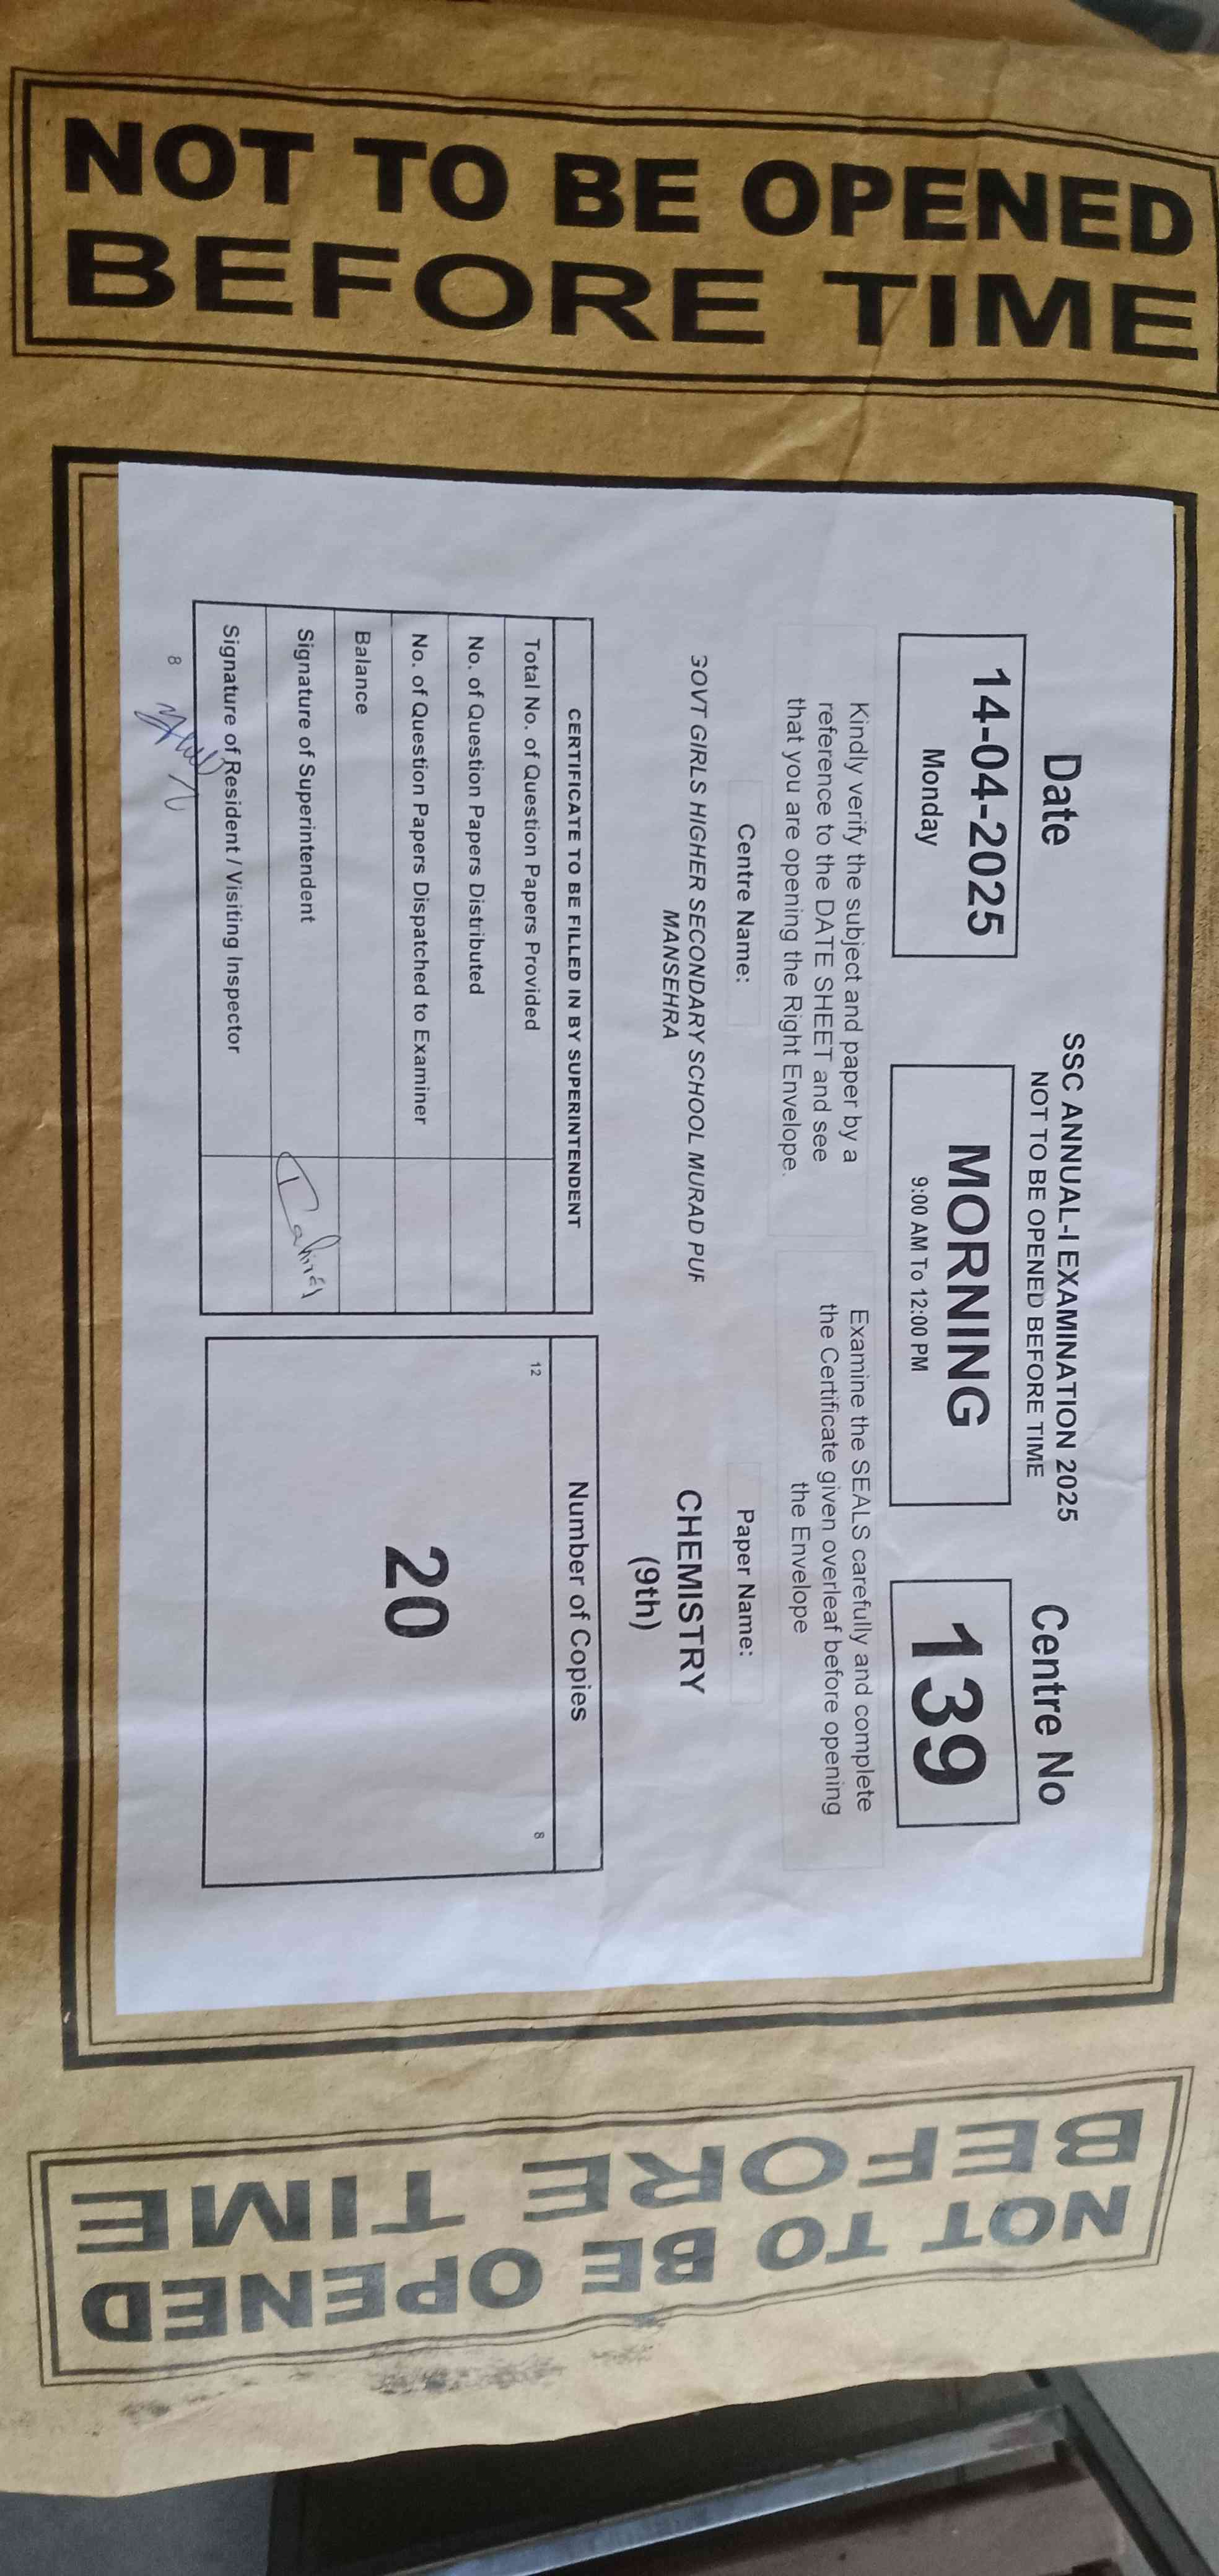 NOT TO BE OPENED
BEFORE TIME
SSC ANNUAL-I EXAMINATION 2025
NOT TO BE OPENED BEFORE TIME
Date
14-04-2025
Monday
MORNING
9:00 AM To 12:00 PM
Centre No
139
Kindly verify the subject and paper by a
reference to the DATE SHEET and see
that you are opening the Right Envelope.
Examine the SEALS carefully and complete
the Certificate given overleaf before opening
the Envelope
Centre Name:
GOVT GIRLS HIGHER SECONDARY SCHOOL MURAD PUR
MANSEHRA
Paper Name:
CHEMISTRY
(9th)
CERTIFICATE TO BE FILLED IN BY SUPERINTENDENT
Total No. of Question Papers Provided
No. of Question Papers Distributed
No. of Question Papers Dispatched to Examiner
Balance
Signature of Superintendent
Signature of Resident / Visiting Inspector
8
Number of Copies
12
8
20
NOT TO BE OPENED
BEFORE TIME